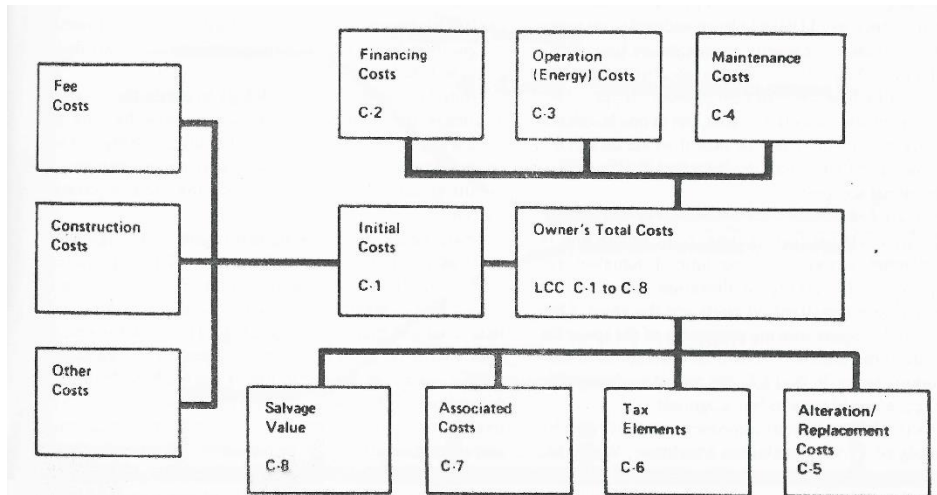 Financing
Costs
C-2
Operation
(Energy) Costs
C-3
Maintenance
Costs
C-4
Fee
Costs
Construction
Costs
Initial
Costs
C-1
Owner's Total Costs
LCC C-1 to C-8
Other
Costs
Salvage
Value
C-8
Associated
Costs
C-7
Tax
Elements
C-6
Alteration/
Replacement
Costs
C-5